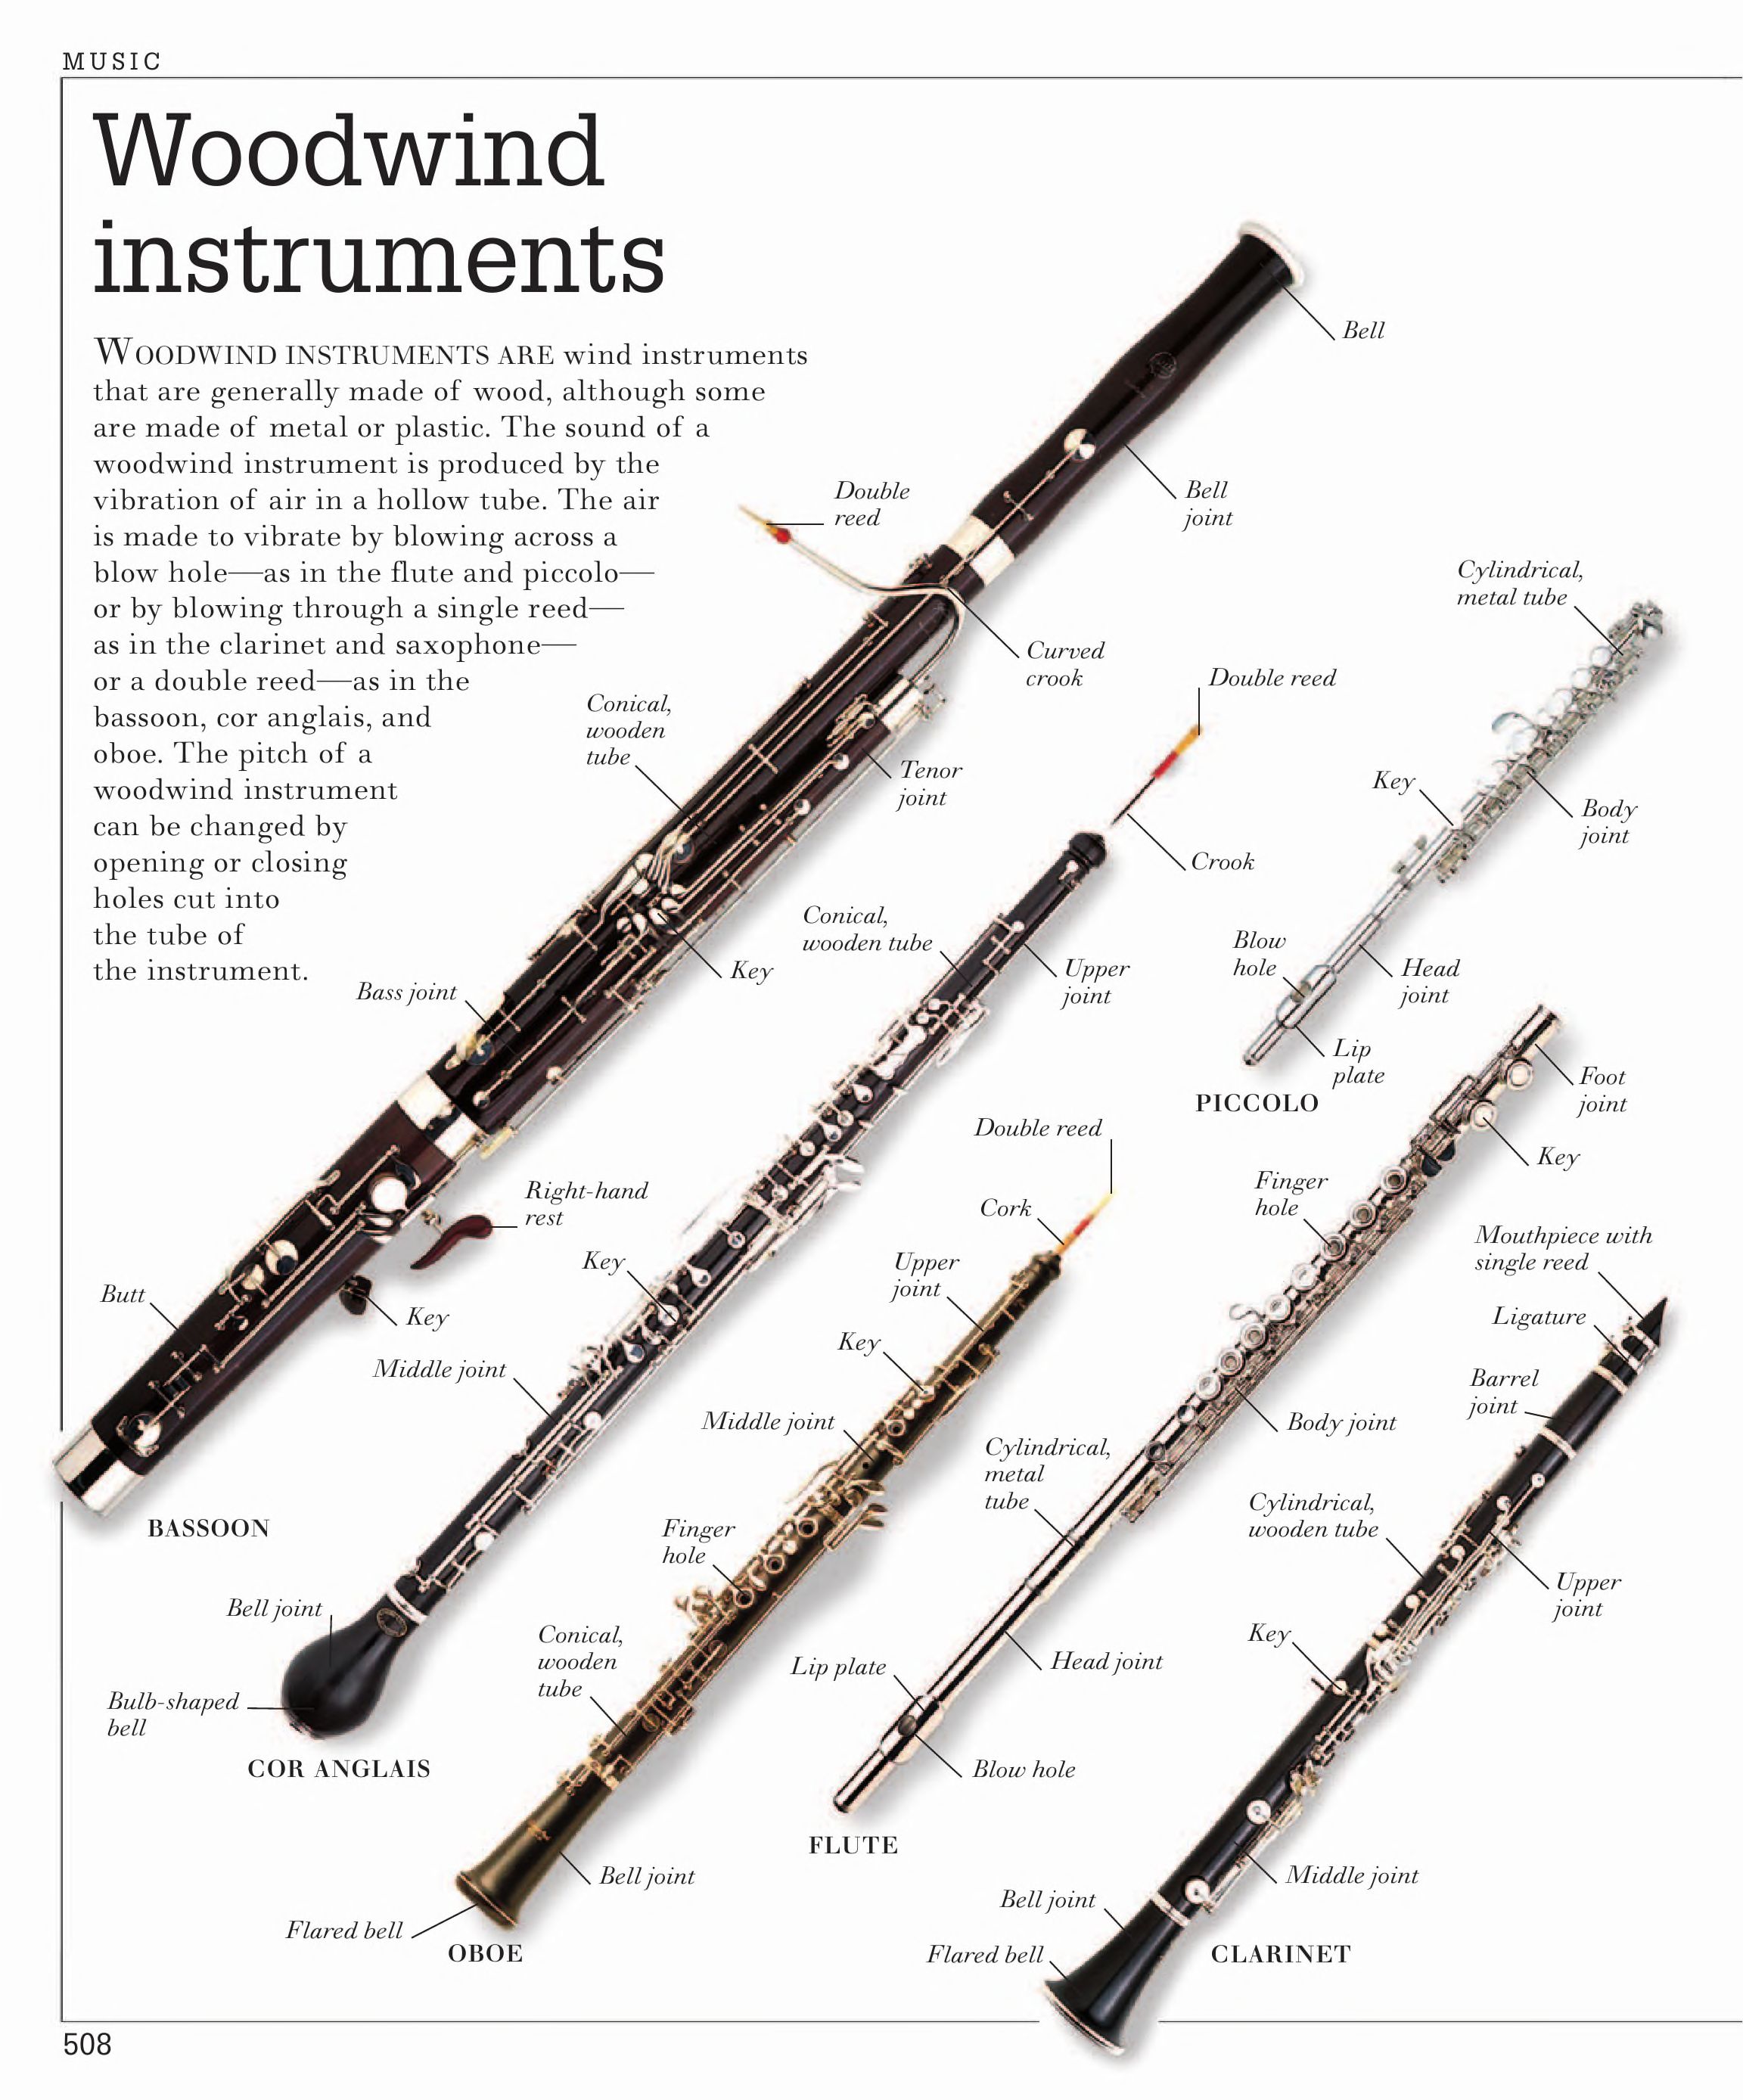 MUSIC
Woodwind
instruments
WOODWIND INSTRUMENTS ARE wind instruments
that are generally made of wood, although some
are made of metal or plastic. The sound of a
woodwind instrument is produced by the
vibration of air in a hollow tube. The air
is made to vibrate by blowing across a
blow hole—as in the flute and piccolo—
or by blowing through a single reed—
as in the clarinet and saxophone—
or a double reed—as in the
bassoon, cor anglais, and
oboe. The pitch of a
woodwind instrument
can be changed by
opening or closing
holes cut into
the tube of
the instrument.
Bell
Double
reed
Bell
joint
Curved
crook
Conical,
wooden
tube
Tenor
joint
Key
Bass joint
Right-hand
rest
Butt
Key
BASSOON
Double reed
Crook
Conical,
wooden tube
Upper
joint
Key
Middle joint
Bell joint
Bulb-shaped
bell
COR ANGLAIS
Cylindrical,
metal tube
Key
Body
joint
Blow
hole
Head
joint
Lip
plate
PICCOLO
Double reed
Cork
Upper
joint
Key
Middle joint
Finger
hole
Conical,
wooden
tube
Bell joint
Flared bell
OBOE
Foot
joint
Key
Finger
hole
Body joint
Cylindrical,
metal
tube
Head joint
Lip plate
Blow hole
FLUTE
Mouthpiece with
single reed
Ligature
Barrel
joint
Cylindrical,
wooden tube
Upper
joint
Key
Middle joint
Bell joint
Flared bell
CLARINET
508